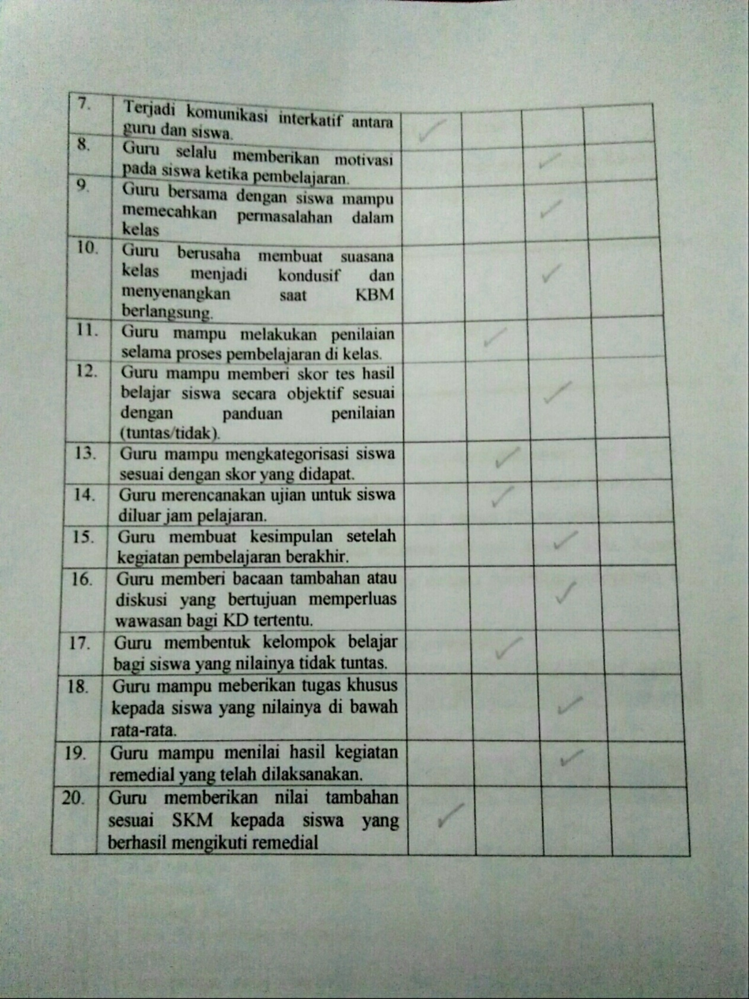 7. Terjadi komunikasi interkatif antara
guru dan siswa.
8. Guru selalu memberikan motivasi
pada siswa ketika pembelajaran.
9. Guru bersama dengan siswa mampu
memecahkan permasalahan dalam
kelas
10. Guru berusaha membuat suasana
kelas menjadi kondusif dan
menyenangkan saat KBM
berlangsung.
11. Guru mampu melakukan penilaian
selama proses pembelajaran di kelas.
12. Guru mampu memberi skor tes hasil
belajar siswa secara objektif sesuai
dengan panduan penilaian
(tuntas/tidak).
13. Guru mampu mengkategorisasi siswa
sesuai dengan skor yang didapat.
14. Guru merencanakan ujian untuk siswa
diluar jam pelajaran.
15. Guru membuat kesimpulan setelah
kegiatan pembelajaran berakhir.
16. Guru memberi bacaan tambahan atau
diskusi yang bertujuan memperluas
wawasan bagi KD tertentu.
17. Guru membentuk kelompok belajar
bagi siswa yang nilainya tidak tuntas.
18. Guru mampu meberikan tugas khusus
kepada siswa yang nilainya di bawah
rata-rata.
19. Guru mampu menilai hasil kegiatan
remedial yang telah dilaksanakan.
20. Guru memberikan nilai tambahan
sesuai SKM kepada siswa yang
berhasil mengikuti remedial